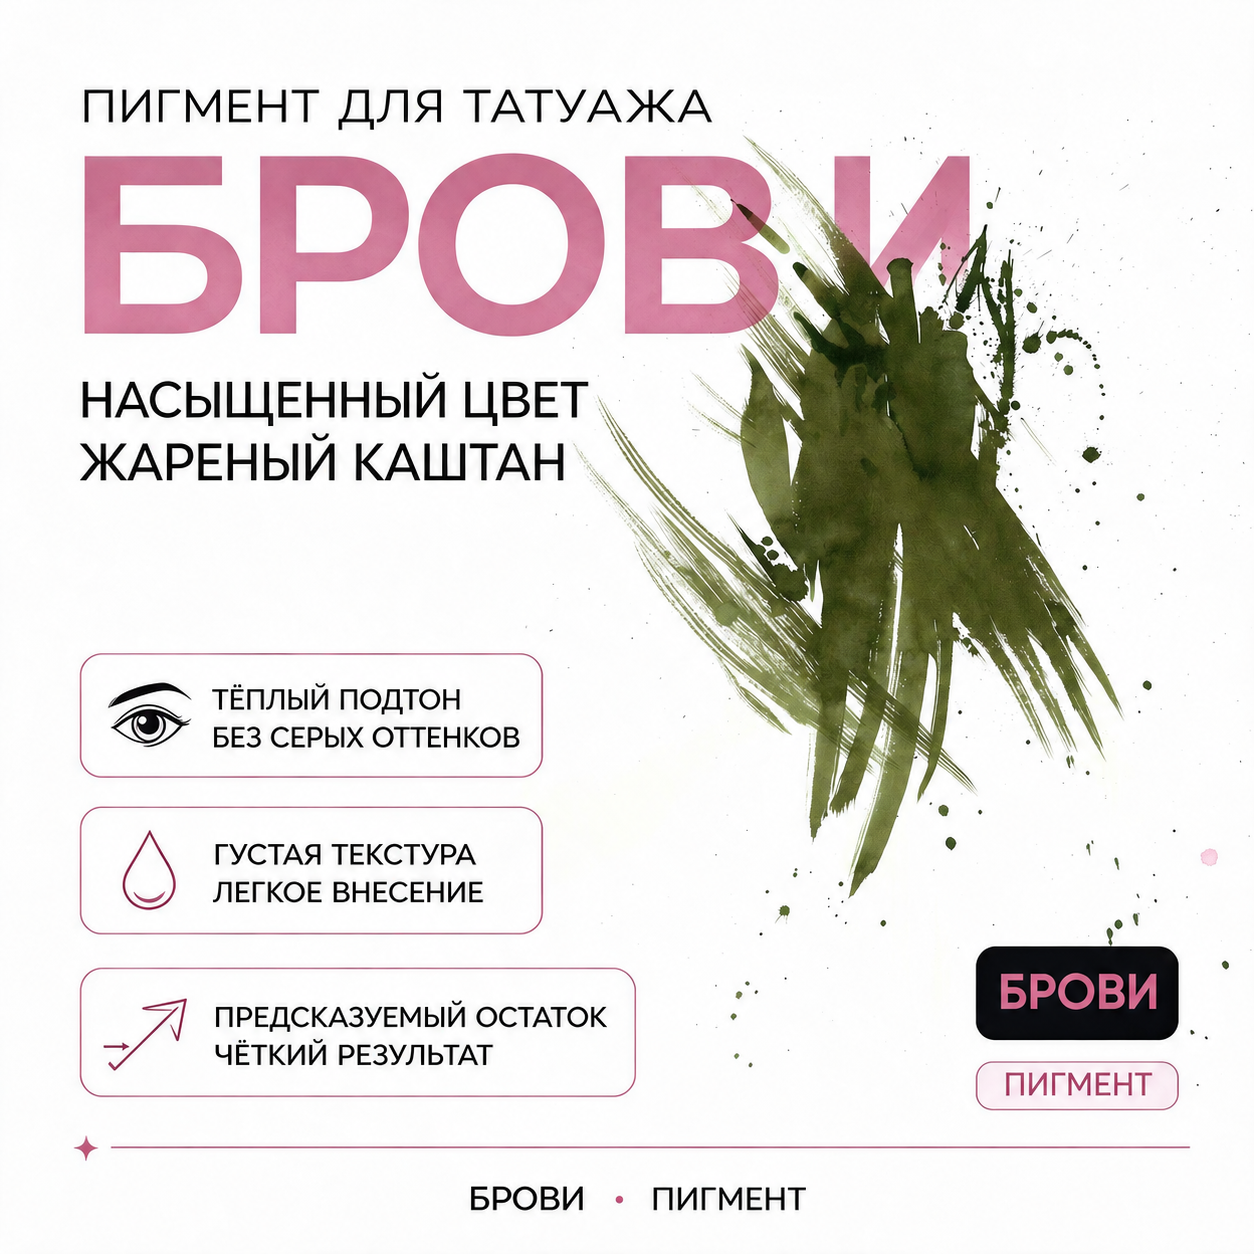 ПИГМЕНТ ДЛЯ ТАТУАЖА
БРОВИ
НАСЫЩЕННЫЙ ЦВЕТ
ЖАРЕНЫЙ КАШТАН
ТЁПЛЫЙ ПОДТОН
БЕЗ СЕРЫХ ОТТЕНКОВ
ГУСТАЯ ТЕКСТУРА
ЛЕГКОЕ ВНЕСЕНИЕ
ПРЕДСКАЗУЕМЫЙ ОСТАТОК
ЧЁТКИЙ РЕЗУЛЬТАТ
БРОВИ
ПИГМЕНТ
БРОВИ • ПИГМЕНТ